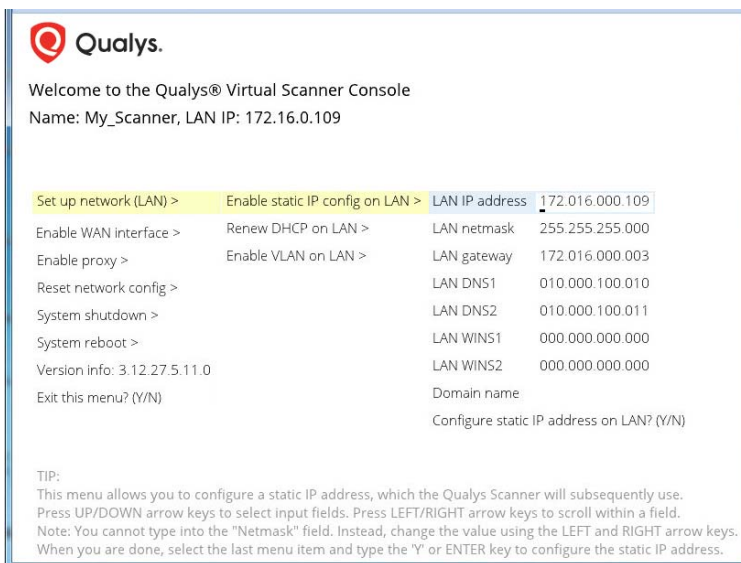 Qualys.
Welcome to the Qualys® Virtual Scanner Console
Name: My_Scanner, LAN IP: 172.16.0.109
Set up network (LAN) > Enable static IP config on LAN > LAN IP address 172.016.000.109
Enable WAN interface > Renew DHCP on LAN > LAN netmask 255.255.255.000
Enable proxy > Enable VLAN on LAN > LAN gateway 172.016.000.003
Reset network config > LAN DNS1 010.000.100.010
System shutdown > LAN DNS2 010.000.100.011
System reboot > LAN WINS1 000.000.000.000
Version info: 3.12.27.5.11.0 LAN WINS2 000.000.000.000
Exit this menu? (Y/N) Domain name
Configure static IP address on LAN? (Y/N)
TIP:
This menu allows you to configure a static IP address, which the Qualys Scanner will subsequently use.
Press UP/DOWN arrow keys to select input fields. Press LEFT/RIGHT arrow keys to scroll within a field.
Note: You cannot type into the "Netmask" field. Instead, change the value using the LEFT and RIGHT arrow keys.
When you are done, select the last menu item and type the 'Y' or ENTER key to configure the static IP address.